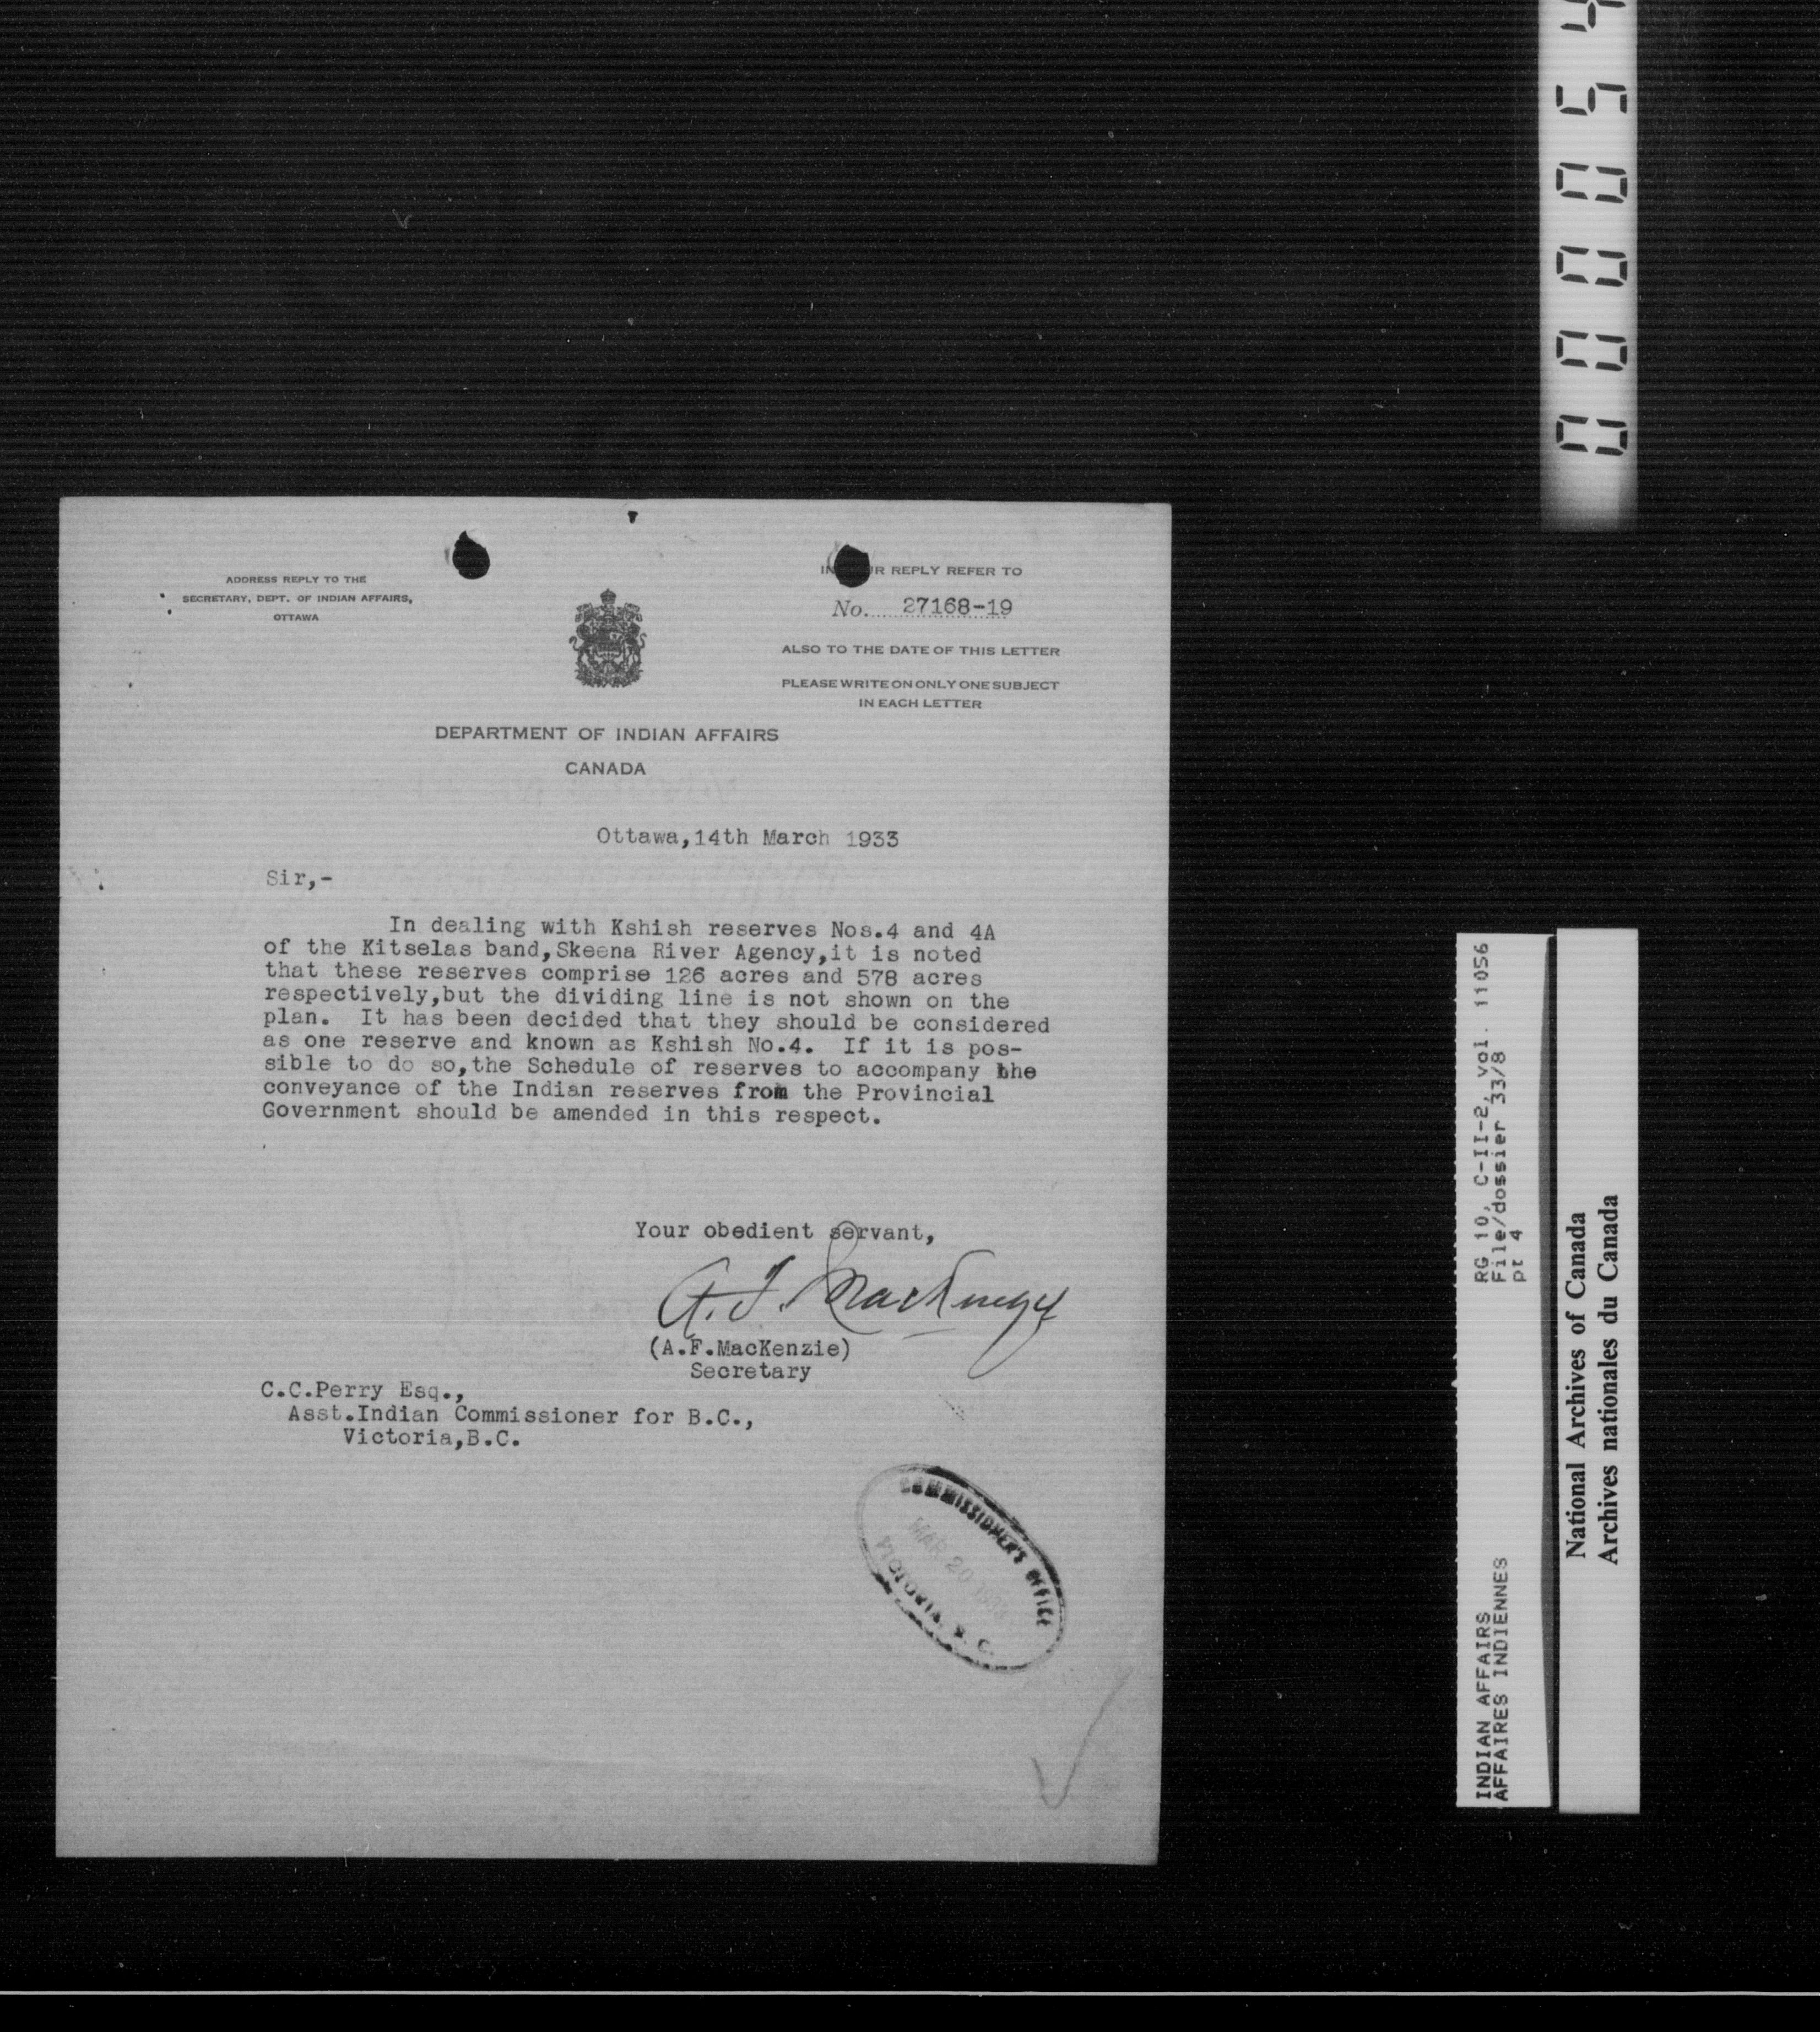 ADDRESS REPLY TO THE
SECRETARY, DEPT. OF INDIAN AFFAIRS,
OTTAWA
IN REPLY REFER TO
No. 27168-19
ALSO TO THE DATE OF THIS LETTER
PLEASE WRITE ON ONLY ONE SUBJECT
IN EACH LETTER
DEPARTMENT OF INDIAN AFFAIRS
CANADA
Ottawa,14th March 1933
Sir,-
In dealing with Kshish reserves Nos.4 and 4A
of the Kitselas band,Skeena River Agency,it is noted
that these reserves comprise 126 acres and 578 acres
respectively,but the dividing line is not shown on the
plan. It has been decided that they should be considered
as one reserve and known as Kshish No.4. If it is pos-
sible to do so,the Schedule of reserves to accompany the
conveyance of the Indian reserves from the Provincial
Government should be amended in this respect.
Your obedient servant,
A. F. MacKenzie
(A.F.MacKenzie)
Secretary
C.C.Perry Esq.,
Asst.Indian Commissioner for B.C.,
Victoria,B.C.
COMMISSIONER'S OFFICE
MAR 20 1933
VICTORIA, B. C.
INDIAN AFFAIRS
AFFAIRES INDIENNES
RG 10, C-II-2, vol. 11056
File/dossier 33/8
pt 4
National Archives of Canada
Archives nationales du Canada
000054